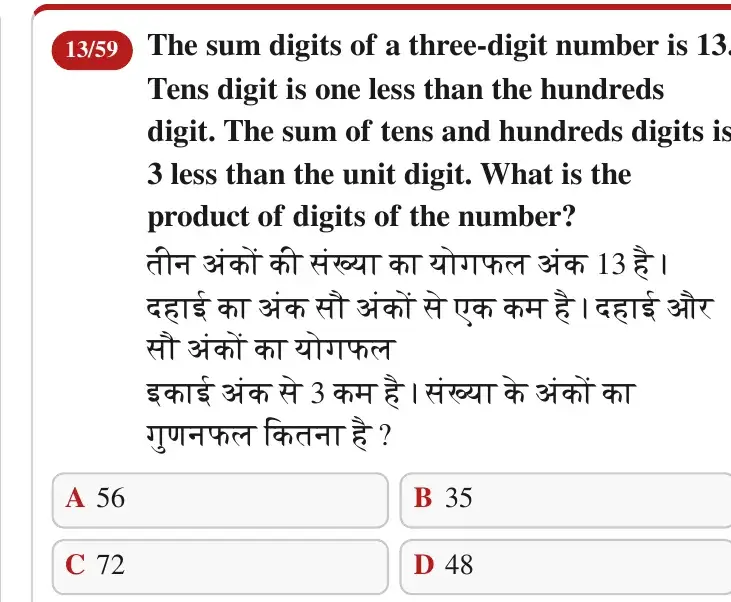 13/59 The sum digits of a three-digit number is 13.
Tens digit is one less than the hundreds
digit. The sum of tens and hundreds digits is
3 less than the unit digit. What is the
product of digits of the number?
तीन अंकों की संख्या का योगफल अंक 13 है।
दहाई का अंक सौ अंकों से एक कम है। दहाई और
सौ अंकों का योगफल
इकाई अंक से 3 कम है। संख्या के अंकों का
गुणनफल कितना है ?
A 56
B 35
C 72
D 48